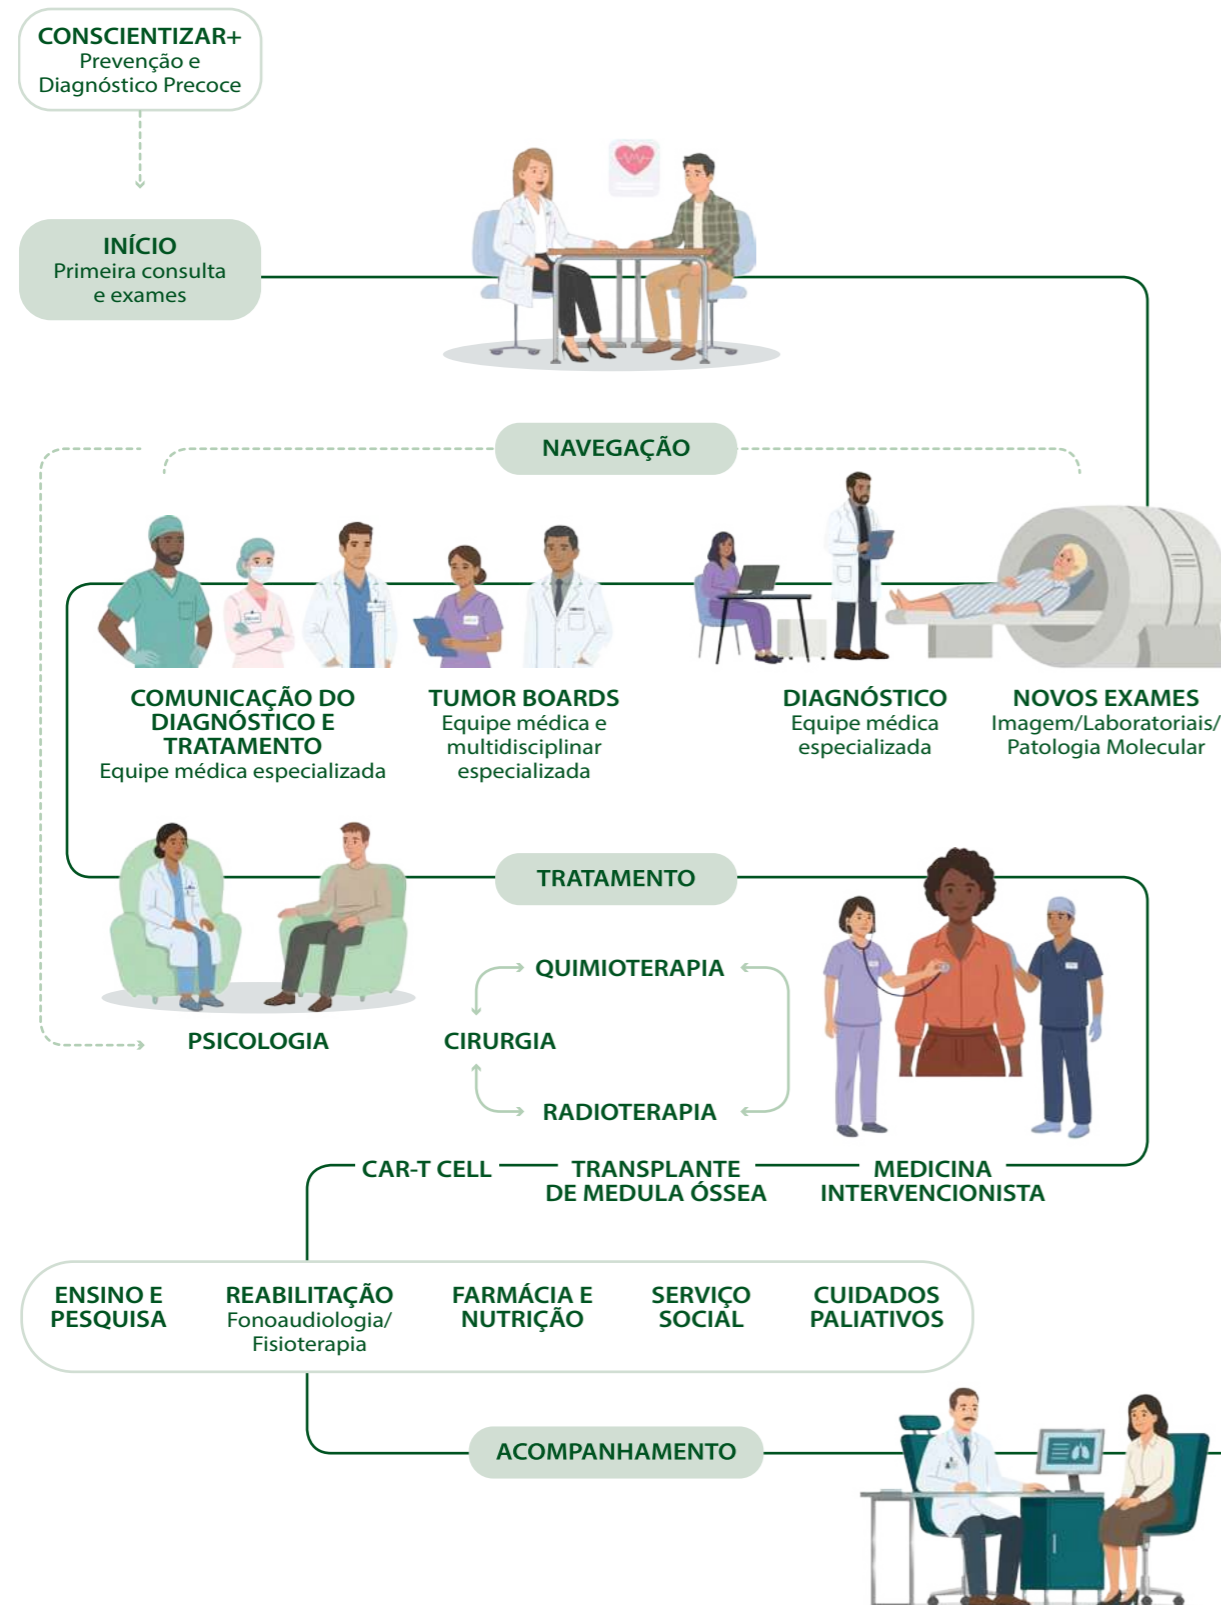 CONSCIENTIZAR+
Prevenção e
Diagnóstico Precoce
INÍCIO
Primeira consulta
e exames
NAVEGAÇÃO
COMUNICAÇÃO DO
DIAGNÓSTICO E
TRATAMENTO
Equipe médica especializada
TUMOR BOARDS
Equipe médica e
multidisciplinar
especializada
DIAGNÓSTICO
Equipe médica
especializada
NOVOS EXAMES
Imagem/Laboratoriais/
Patologia Molecular
TRATAMENTO
PSICOLOGIA
QUIMIOTERAPIA
CIRURGIA
RADIOTERAPIA
CAR-T CELL
TRANSPLANTE
DE MEDULA ÓSSEA
MEDICINA
INTERVENCIONISTA
ENSINO E
PESQUISA
REABILITAÇÃO
Fonoaudiologia/
Fisioterapia
FARMÁCIA E
NUTRIÇÃO
SERVIÇO
SOCIAL
CUIDADOS
PALIATIVOS
ACOMPANHAMENTO